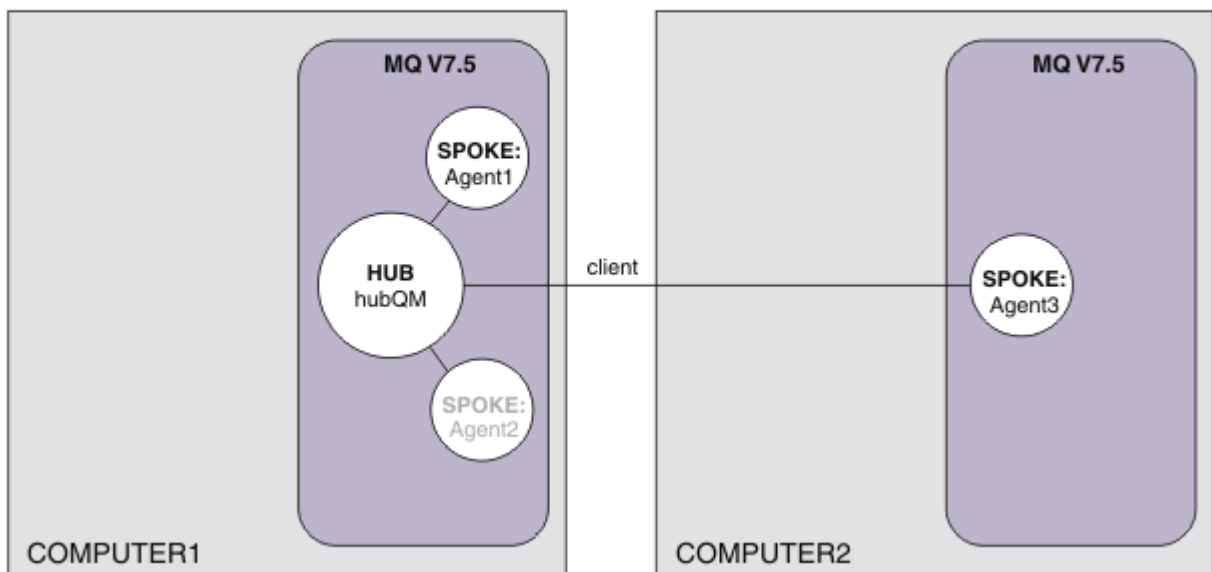 MQ V7.5
SPOKE:
Agent1
HUB
hubQM
SPOKE:
Agent2
COMPUTER1
client
MQ V7.5
SPOKE:
Agent3
COMPUTER2